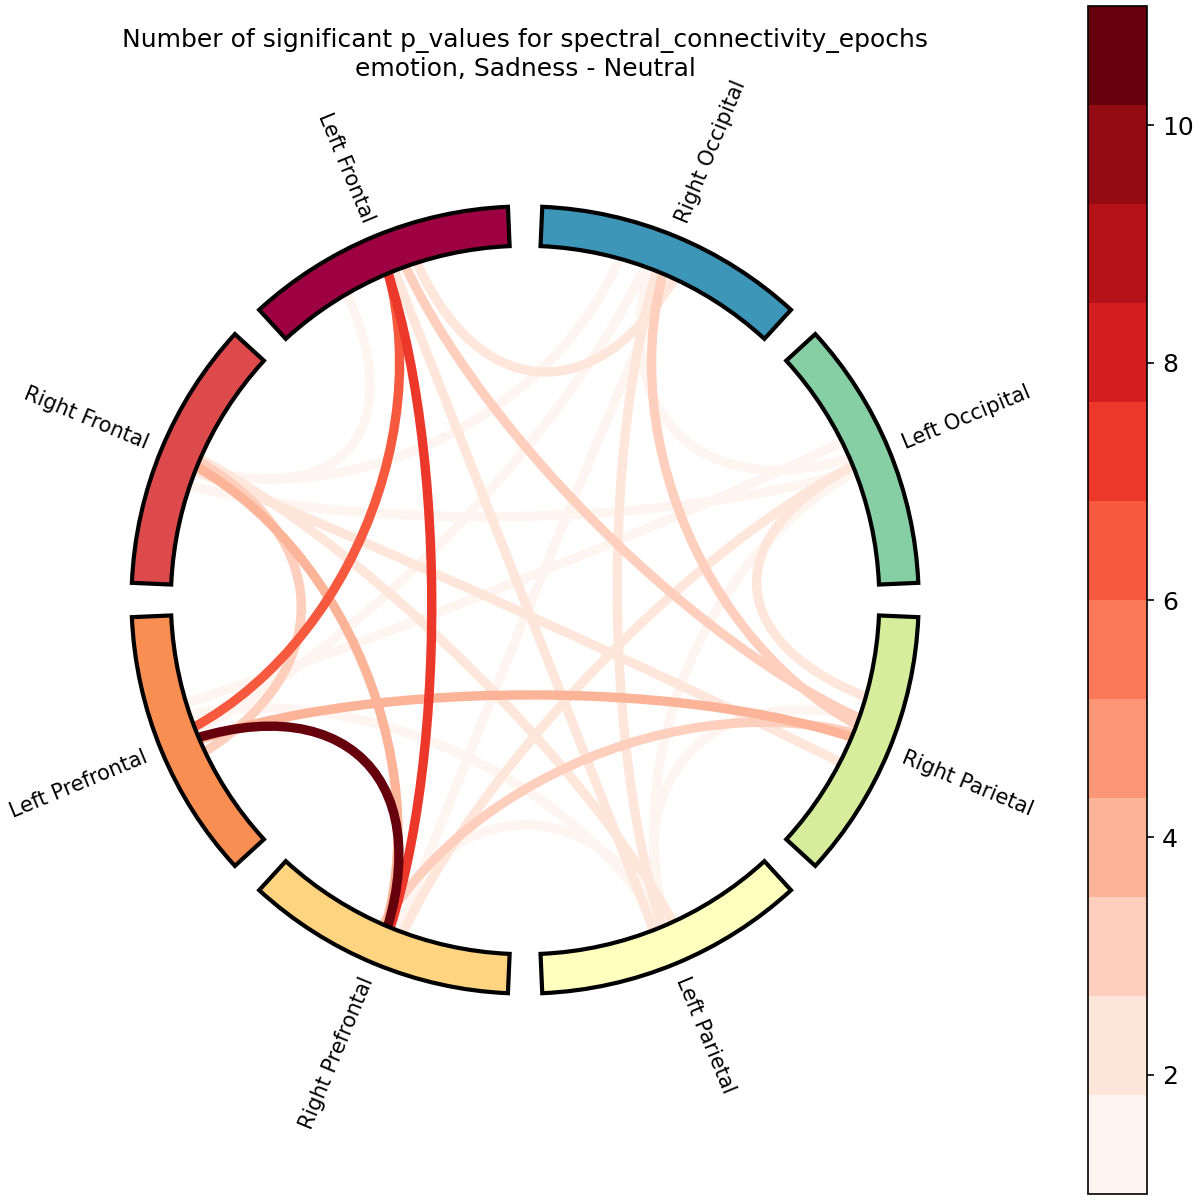 Number of significant p_values for spectral_connectivity_epochs
emotion, Sadness - Neutral
Left Frontal
Right Occipital
Right Frontal
Left Occipital
Left Prefrontal
Right Parietal
Right Prefrontal
Left Parietal
10
8
6
4
2